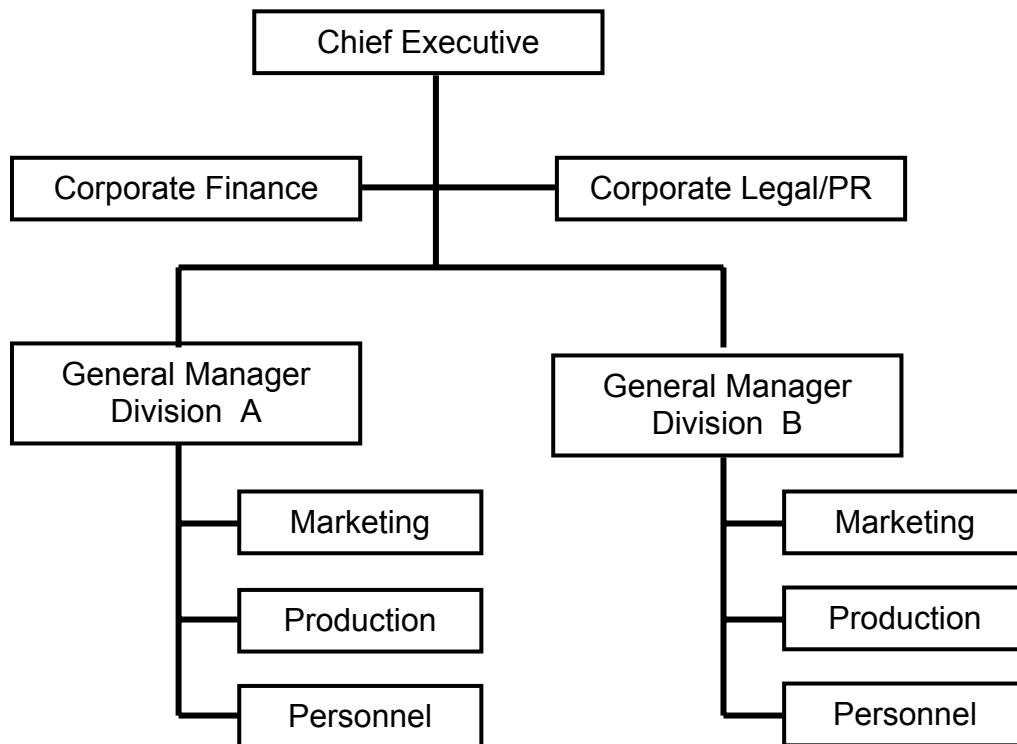 Chief Executive
Corporate Finance
Corporate Legal/PR
General Manager
Division A
General Manager
Division B
Marketing
Production
Personnel
Marketing
Production
Personnel